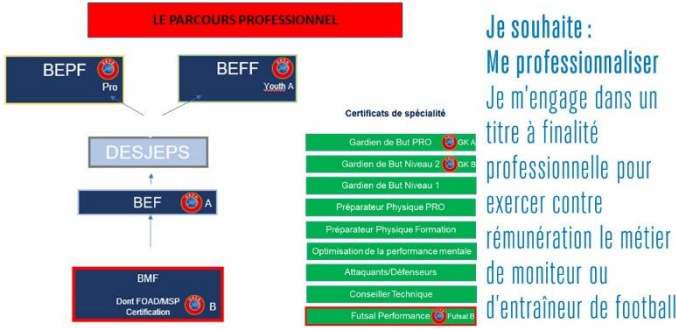 LE PARCOURS PROFESSIONNEL
BEPF
Pro
BEFF
Youth A
DESJEPS
BEF
A
BMF
Dont FOAD/MSP
Certification
B
Certificats de spécialité
Gardien de But PRO GK A
Gardien de But Niveau 2 GK B
Gardien de But Niveau 1
Préparateur Physique PRO
Préparateur Physique Formation
Optimisation de la performance mentale
Attaquants/Défenseurs
Conseiller Technique
Futsal Performance Futsal B
Je souhaite :
Me professionnaliser
Je m'engage dans un
titre à finalité
professionnelle pour
exercer contre
rémunération le métier
de moniteur ou
d'entraîneur de football